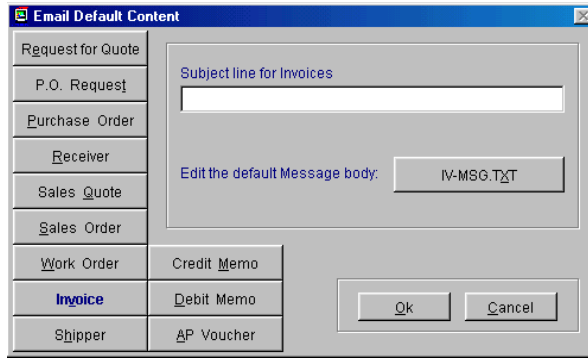 Email Default Content
Request for Quote
P.O. Request
Purchase Order
Receiver
Sales Quote
Sales Order
Work Order
Invoice
Shipper
Credit Memo
Debit Memo
AP Voucher
Subject line for Invoices
Edit the default Message body:
IV-MSG.TXT
Ok
Cancel